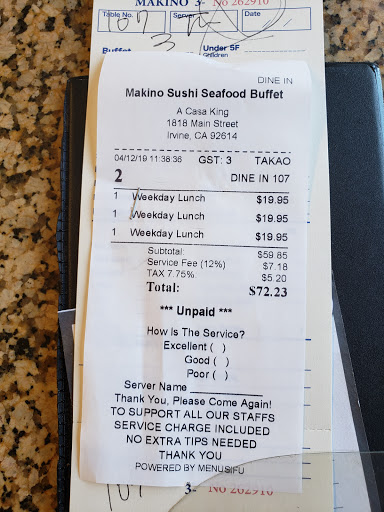 MAKINO 3- No 262910
Table No. Server Date
107 3
Buffet 3 Under 5F
Children
DINE IN
Makino Sushi Seafood Buffet
A Casa King
1818 Main Street
Irvine, CA 92614
04/12/19 11:38:36 GST: 3 TAKAO
2 DINE IN 107
1 Weekday Lunch $19.95
1 Weekday Lunch $19.95
1 Weekday Lunch $19.95
Subtotal: $59.85
Service Fee (12%) $7.18
TAX 7.75% $5.20
Total: $72.23
*** Unpaid ***
How Is The Service?
Excellent ( )
Good ( )
Poor ( )
Server Name
Thank You, Please Come Again!
TO SUPPORT ALL OUR STAFFS
SERVICE CHARGE INCLUDED
NO EXTRA TIPS NEEDED
THANK YOU
POWERED BY MENUSIFU
107 3- No 262910